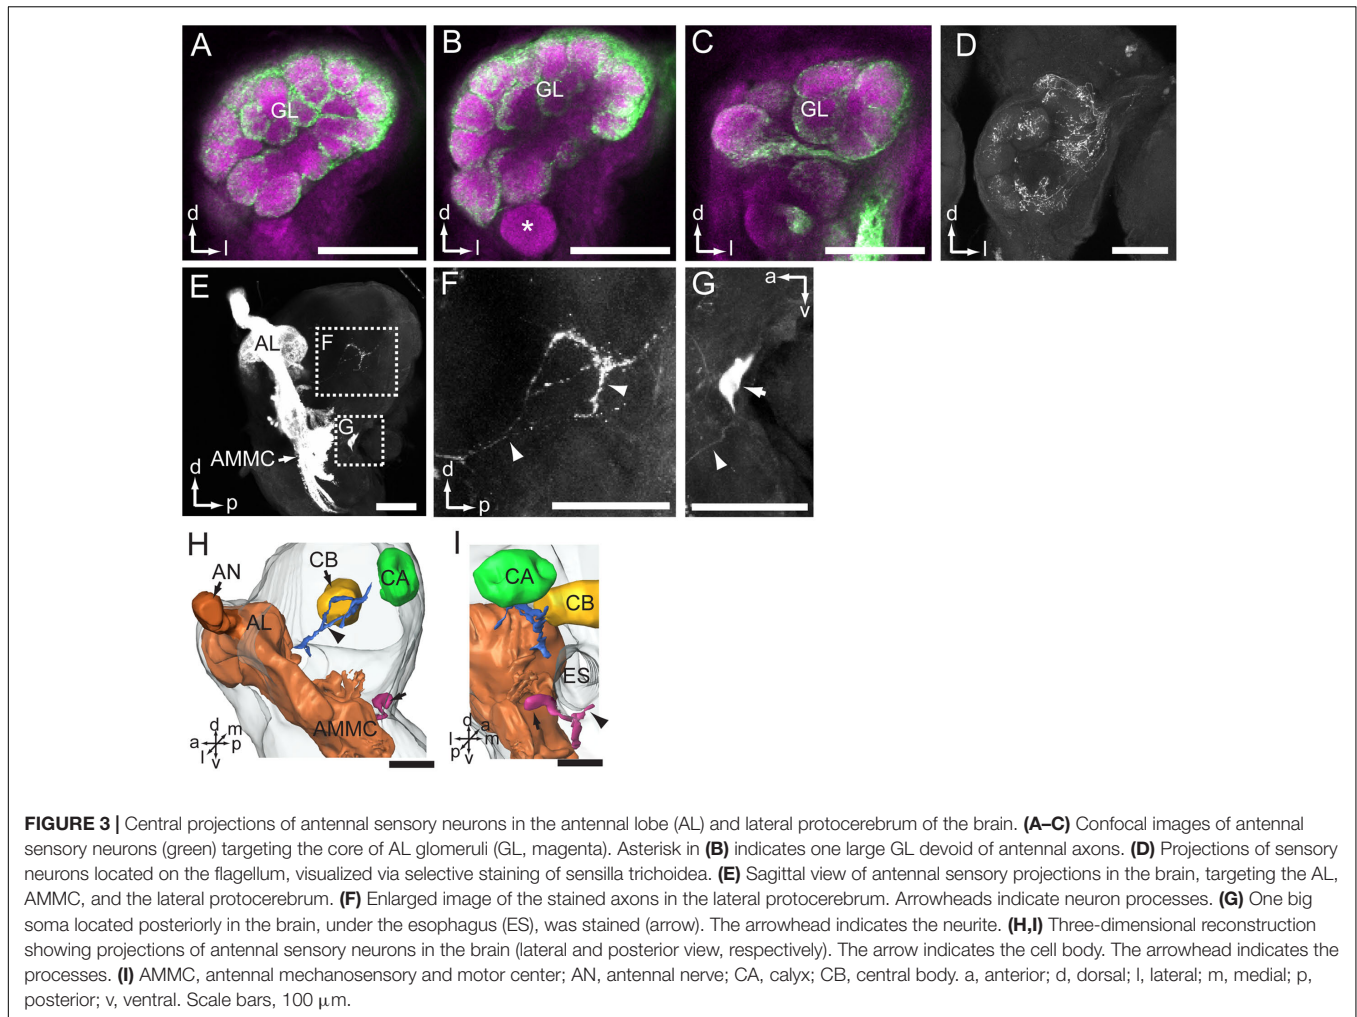 A
B
C
D
GL
GL
GL
*
d
l
d
l
d
l
d
l
E
F
G
AL
F
G
a
v
AMMC
d
p
d
p
H
I
AN
CB
CA
CA
CB
AL
ES
AMMC
d
m
a
p
l
v
d
a
l
m
p
v
FIGURE 3 | Central projections of antennal sensory neurons in the antennal lobe (AL) and lateral protocerebrum of the brain. (A–C) Confocal images of antennal
sensory neurons (green) targeting the core of AL glomeruli (GL, magenta). Asterisk in (B) indicates one large GL devoid of antennal axons. (D) Projections of sensory
neurons located on the flagellum, visualized via selective staining of sensilla trichoidea. (E) Sagittal view of antennal sensory projections in the brain, targeting the AL,
AMMC, and the lateral protocerebrum. (F) Enlarged image of the stained axons in the lateral protocerebrum. Arrowheads indicate neuron processes. (G) One big
soma located posteriorly in the brain, under the esophagus (ES), was stained (arrow). The arrowhead indicates the neurite. (H,I) Three-dimensional reconstruction
showing projections of antennal sensory neurons in the brain (lateral and posterior view, respectively). The arrow indicates the cell body. The arrowhead indicates the
processes. (I) AMMC, antennal mechanosensory and motor center; AN, antennal nerve; CA, calyx; CB, central body. a, anterior; d, dorsal; l, lateral; m, medial; p,
posterior; v, ventral. Scale bars, 100 μm.